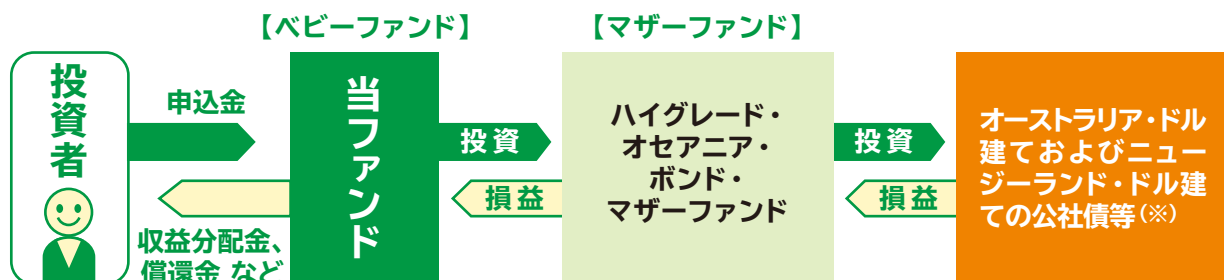 【ベビーファンド】
【マザーファンド】
投資者
申込金
収益分配金、
償還金 など
当ファンド
投資
損益
ハイグレード・
オセアニア・
ボンド・
マザーファンド
投資
損益
オーストラリア・ドル
建ておよびニュー
ジーランド・ドル建
ての公社債等(※)